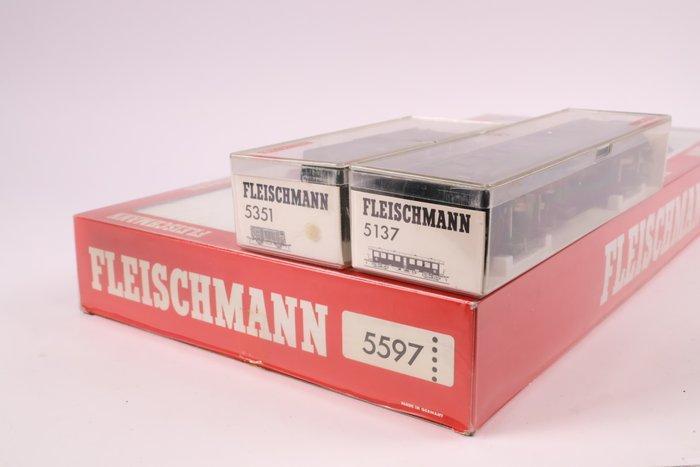 FLEISCHMANN
5351
FLEISCHMANN
5137
FLEISCHMANN
FLEISCHMANN
5597
MADE IN GERMANY
FLEISCHMANN